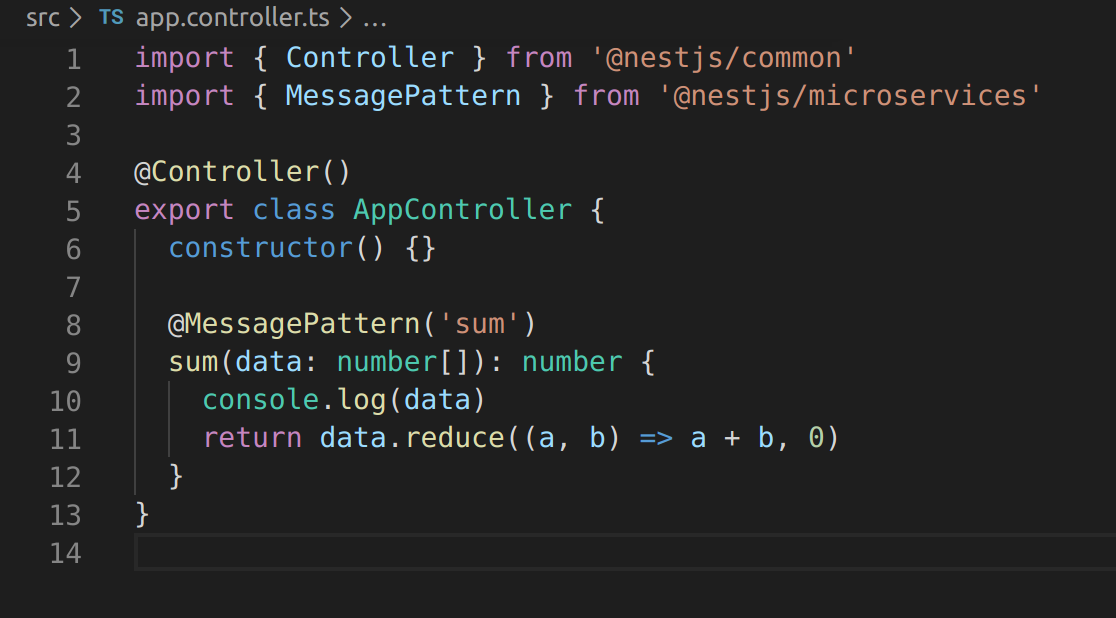 src > TS app.controller.ts > ...
1 import { Controller } from '@nestjs/common'
2 import { MessagePattern } from '@nestjs/microservices'
3
4 @Controller()
5 export class AppController {
6   constructor() {}
7
8   @MessagePattern('sum')
9   sum(data: number[]): number {
10     console.log(data)
11     return data.reduce((a, b) => a + b, 0)
12   }
13 }
14